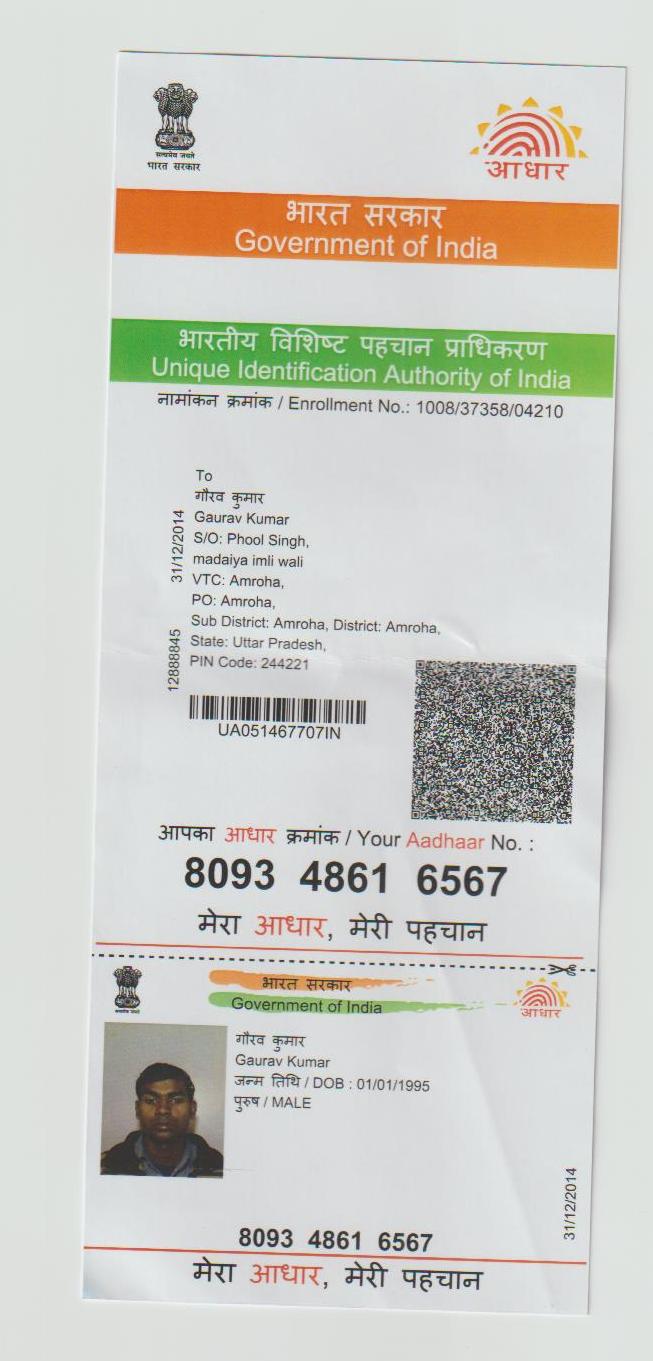 सत्यमेव जयते
भारत सरकार
आधार
भारत सरकार
Government of India
भारतीय विशिष्ट पहचान प्राधिकरण
Unique Identification Authority of India
नामांकन क्रमांक / Enrollment No.: 1008/37358/04210
To
गौरव कुमार
Gaurav Kumar
S/O: Phool Singh,
madaiya imli wali
VTC: Amroha,
PO: Amroha,
Sub District: Amroha, District: Amroha,
State: Uttar Pradesh,
PIN Code: 244221
31/12/2014
12888845
UA051467707IN
आपका आधार क्रमांक / Your Aadhaar No. :
8093 4861 6567
मेरा आधार, मेरी पहचान
सत्यमेव जयते
भारत सरकार
Government of India
आधार
गौरव कुमार
Gaurav Kumar
जन्म तिथि / DOB : 01/01/1995
पुरुष / MALE
31/12/2014
8093 4861 6567
मेरा आधार, मेरी पहचान